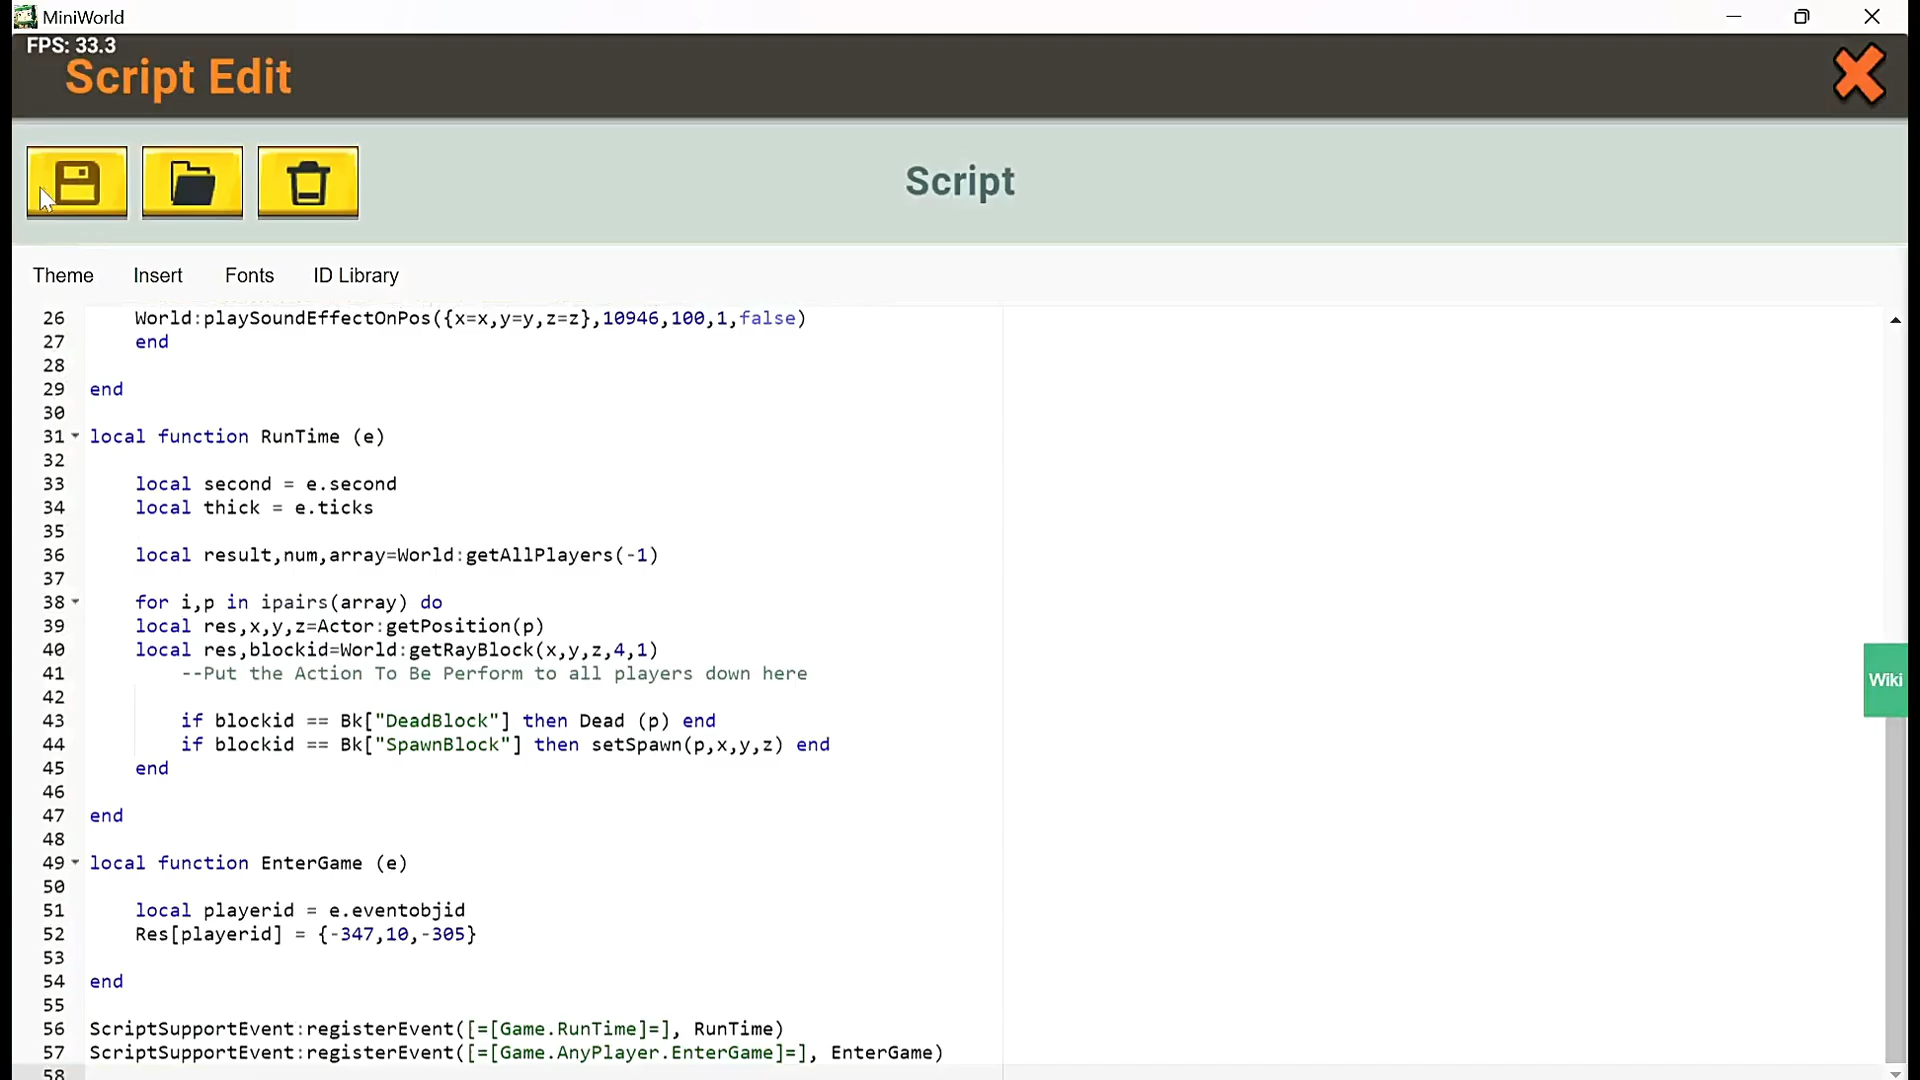 MiniWorld
FPS: 33.3
Script Edit
Script
Theme Insert Fonts ID Library
26 World:playSoundEffectOnPos({x=x,y=y,z=z},10946,100,1,false)
27 end
28
29 end
30
31 local function RunTime (e)
32
33 local second = e.second
34 local thick = e.ticks
35
36 local result,num,array=World:getAllPlayers(-1)
37
38 for i,p in ipairs(array) do
39 local res,x,y,z=Actor:getPosition(p)
40 local res,blockid=World:getRayBlock(x,y,z,4,1)
41 --Put the Action To Be Perform to all players down here
42
43 if blockid == Bk["DeadBlock"] then Dead (p) end
44 if blockid == Bk["SpawnBlock"] then setSpawn(p,x,y,z) end
45 end
46
47 end
48
49 local function EnterGame (e)
50
51 local playerid = e.eventobjid
52 Res[playerid] = {-347,10,-305}
53
54 end
55
56 ScriptSupportEvent:registerEvent([=[Game.RunTime]=], RunTime)
57 ScriptSupportEvent:registerEvent([=[Game.AnyPlayer.EnterGame]=], EnterGame)
58
Wiki